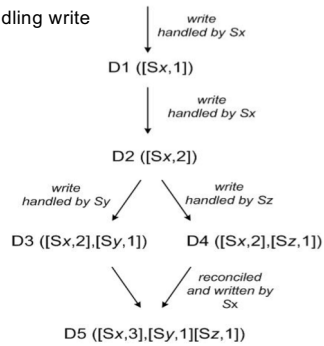 dling write
write
handled by Sx
D1 ([Sx,1])
write
handled by Sx
D2 ([Sx,2])
write
handled by Sy
write
handled by Sz
D3 ([Sx,2],[Sy,1])
D4 ([Sx,2],[Sz,1])
reconciled
and written by
Sx
D5 ([Sx,3],[Sy,1][Sz,1])